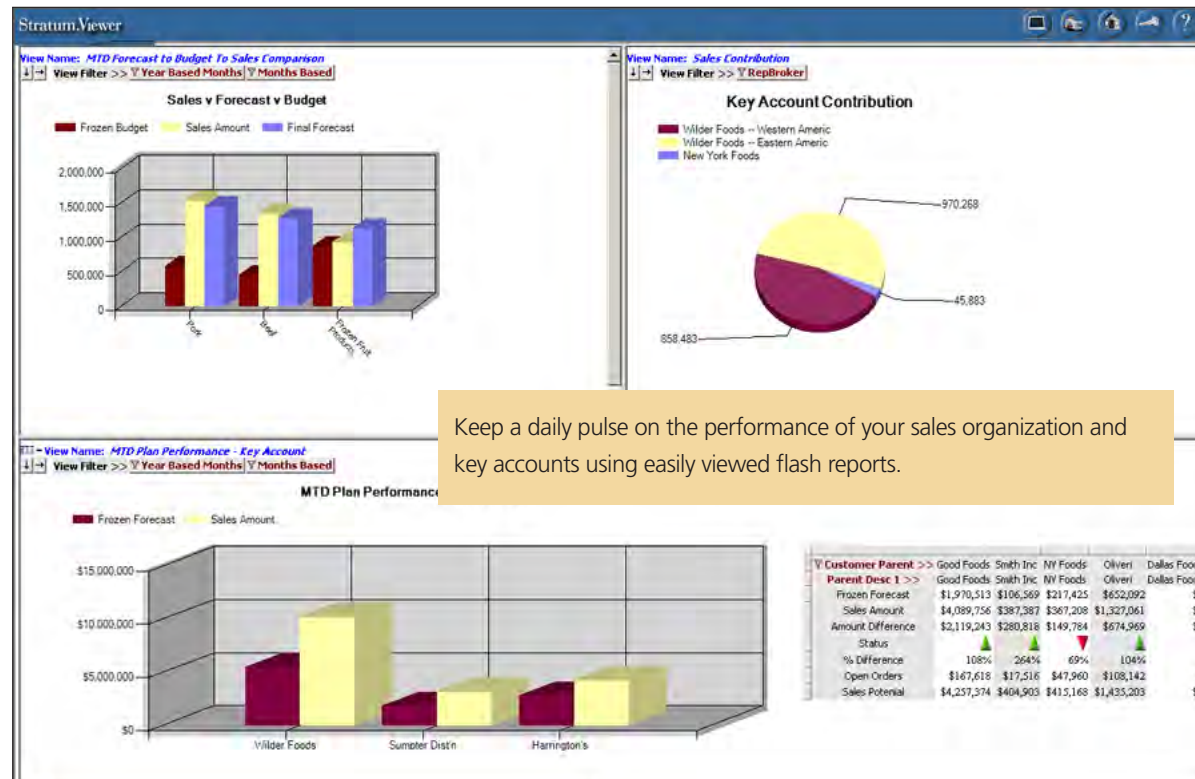 Stratum.Viewer
View Name: MTD Forecast to Budget To Sales Comparison
View Filter >> Year Based Months Months Based
Sales v Forecast v Budget
Frozen Budget Sales Amount Final Forecast
2,000,000
1,500,000
1,000,000
500,000
0
Pork
Beef
Frozen Fruit Products
View Name: Sales Contribution
View Filter >> RepBroker
Key Account Contribution
Wilder Foods -- Western Americ
Wilder Foods -- Eastern Americ
New York Foods
970,268
45,883
858,483
Keep a daily pulse on the performance of your sales organization and
key accounts using easily viewed flash reports.
View Name: MTD Plan Performance - Key Account
View Filter >> Year Based Months Months Based
MTD Plan Performance
Frozen Forecast Sales Amount
$15,000,000
$10,000,000
$5,000,000
$0
Wilder Foods Sumpter Dist'n Harrington's
Customer Parent >> Good Foods Smith Inc NY Foods Oliveri Dallas Foo
Parent Desc 1 >> Good Foods Smith Inc NY Foods Oliveri Dallas Foo
Frozen Forecast $1,970,513 $106,569 $217,425 $652,092 $
Sales Amount $4,089,756 $387,387 $367,208 $1,327,061 $
Amount Difference $2,119,243 $280,818 $149,784 $674,969 $
Status
% Difference 108% 264% 69% 104%
Open Orders $167,618 $17,516 $47,960 $108,142
Sales Potenial $4,257,374 $404,903 $415,168 $1,435,203 $